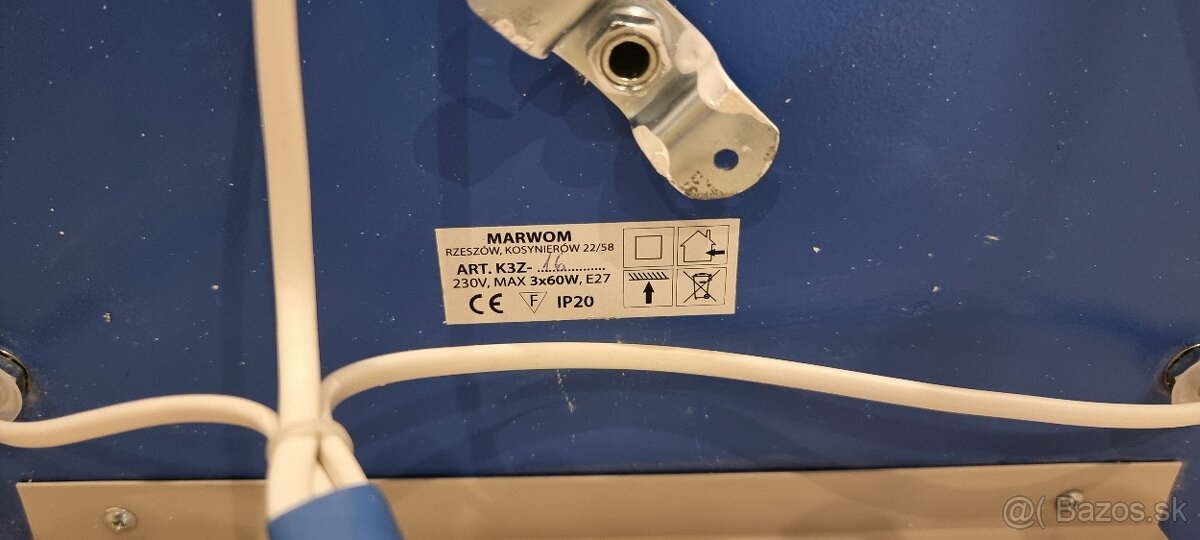 MARWOM
RZESZÓW, KOSYNIERÓW 22/58
ART. K3Z- 16
230V, MAX 3x60W, E27
CE F IP20
@( Bazos.sk